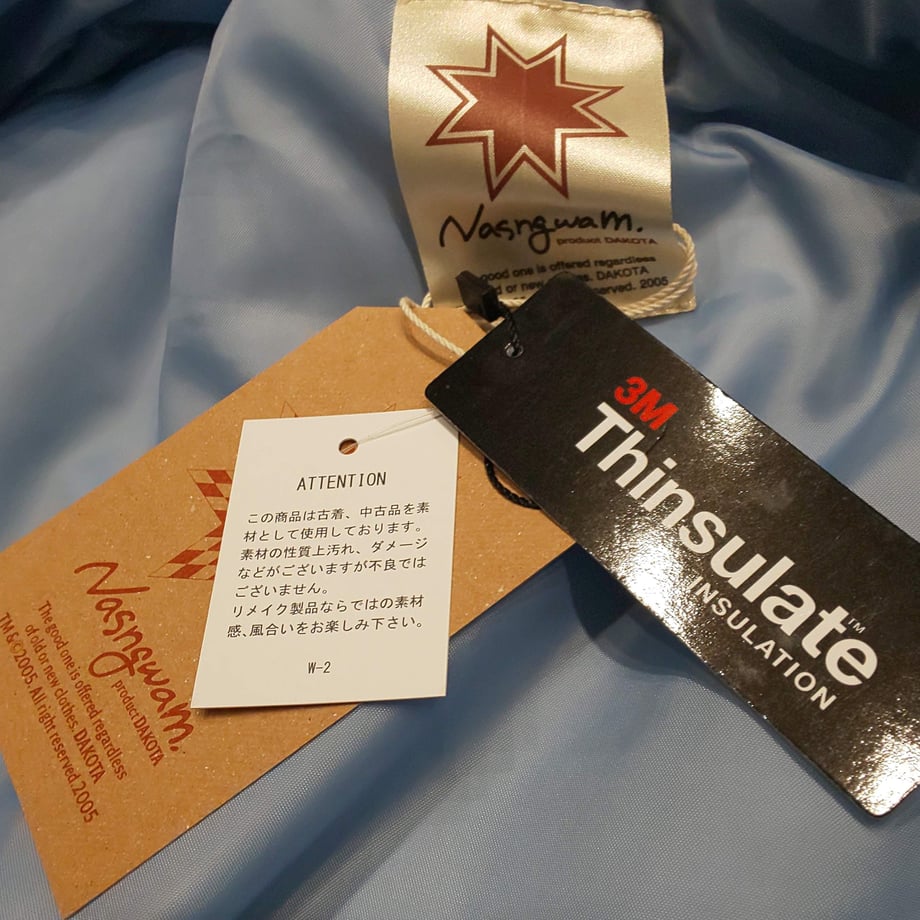 Nasngwam.
product DAKOTA
good one is offered regardless
or new clothes. DAKOTA
reserved. 2005
3M
Thinsulate™
INSULATION
ATTENTION
この商品は古着、中古品を素
材として使用しております。
素材の性質上汚れ、ダメージ
などがございますが不良では
ございません。
リメイク製品ならではの素材
感、風合いをお楽しみ下さい。
W-2
Nasngwam.
product DAKOTA
The good one is offered regardless
of old or new clothes. DAKOTA
TM & © 2005 All right reserved. 2005